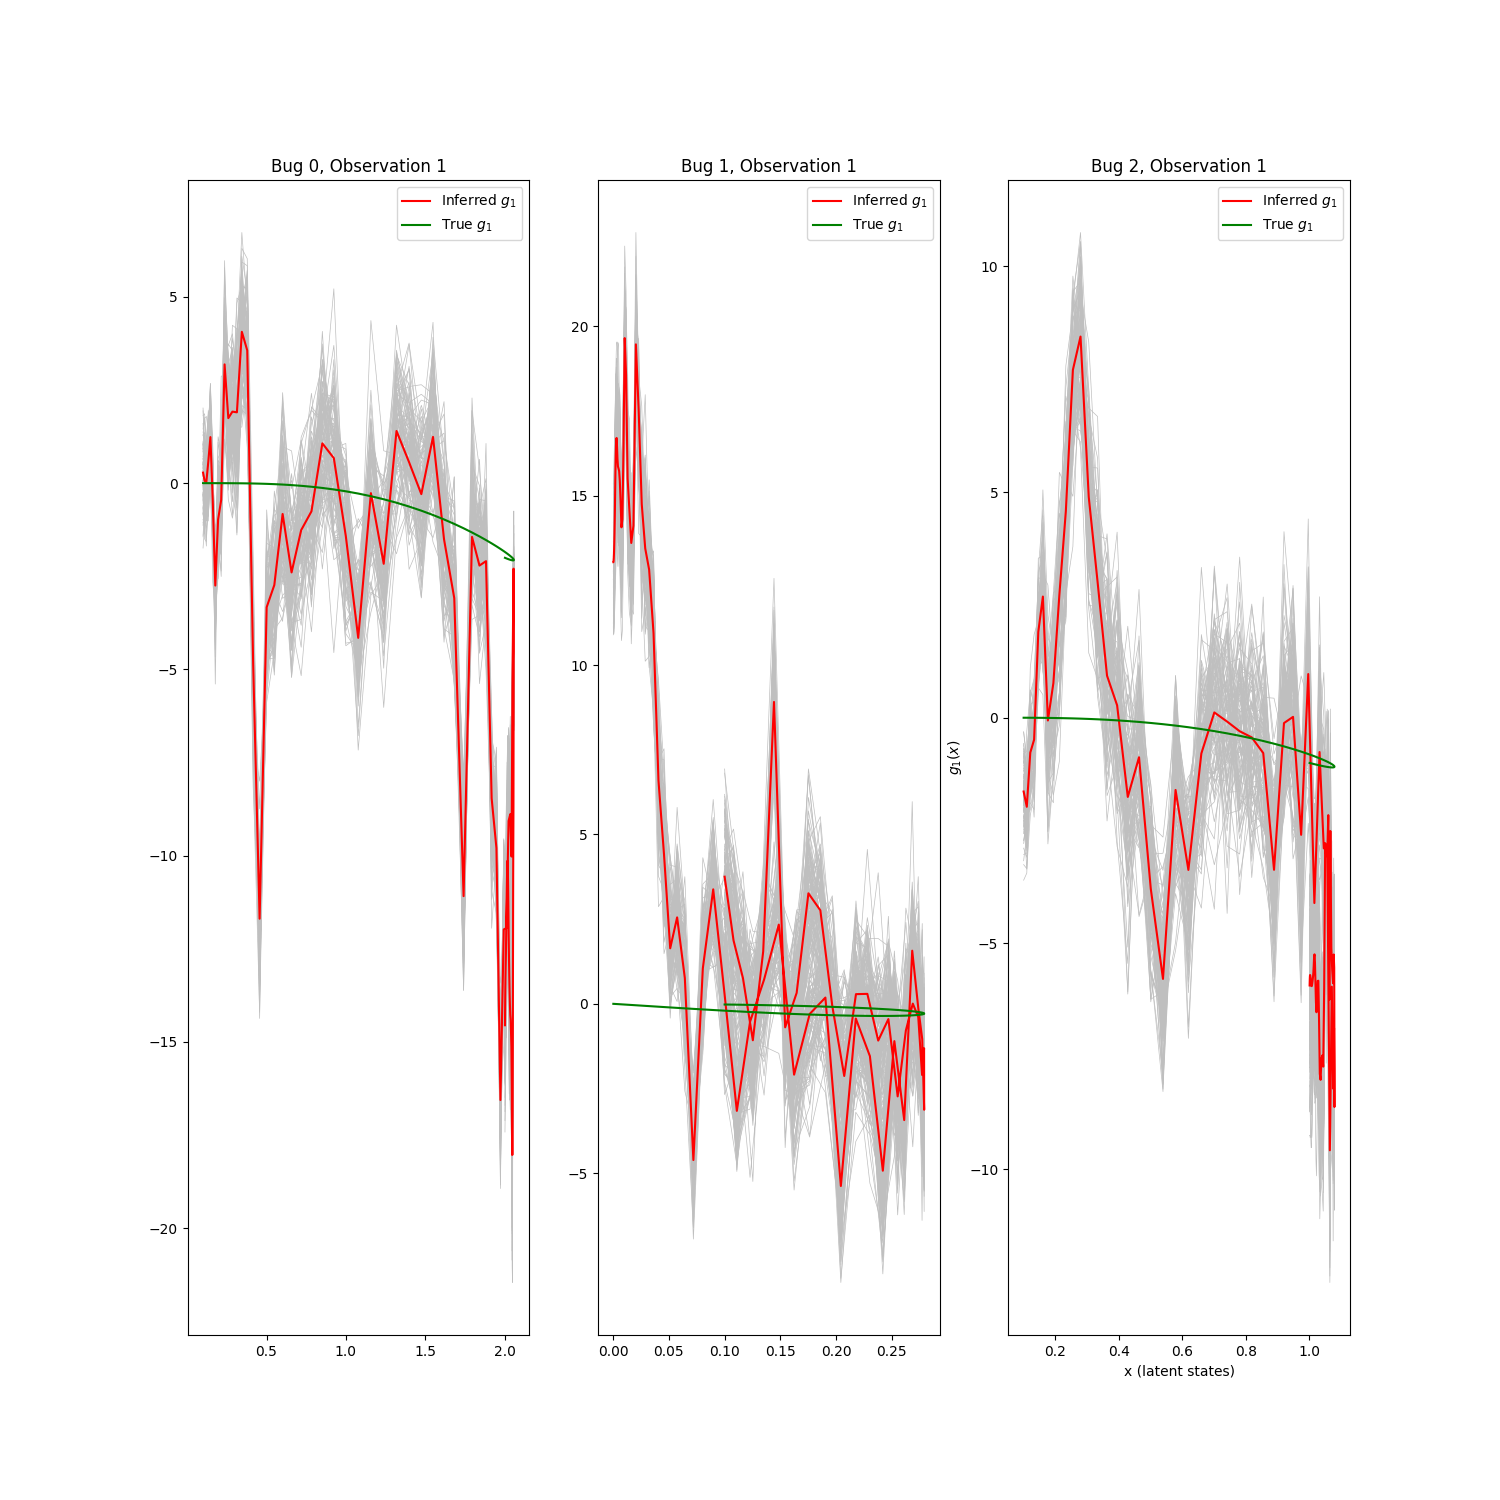 Bug 0, Observation 1
Inferred g₁
True g₁
5
0
−5
−10
−15
−20
0.5 1.0 1.5 2.0
Bug 1, Observation 1
Inferred g₁
True g₁
20
15
10
5
0
−5
0.00 0.05 0.10 0.15 0.20 0.25
Bug 2, Observation 1
Inferred g₁
True g₁
g₁(x)
10
5
0
−5
−10
0.2 0.4 0.6 0.8 1.0
x (latent states)